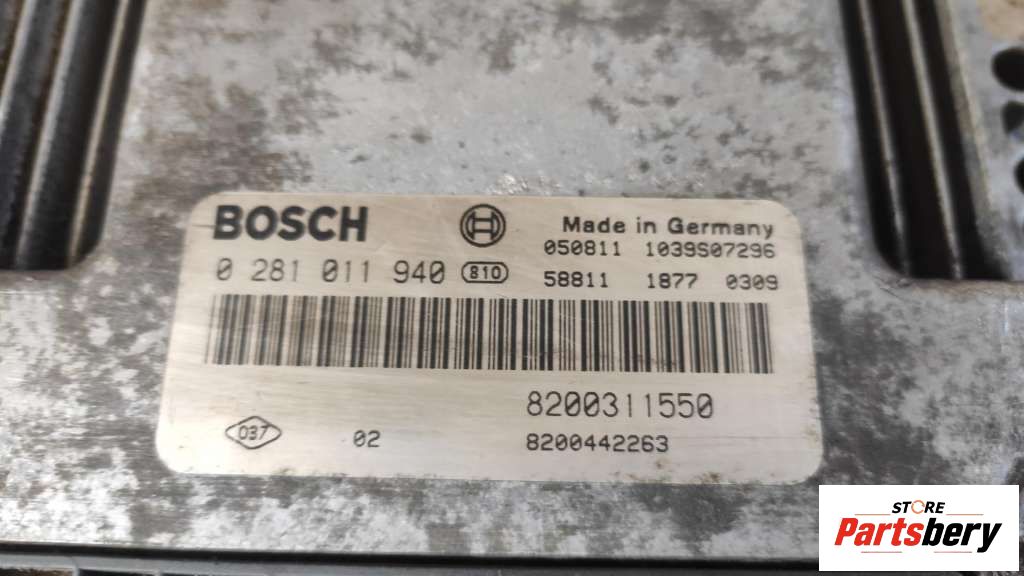 BOSCH
Made in Germany
050811 1039S07296
0 281 011 940 810
58811 1877 0309
8200311550
037 02
8200442263
STORE
Partsbery